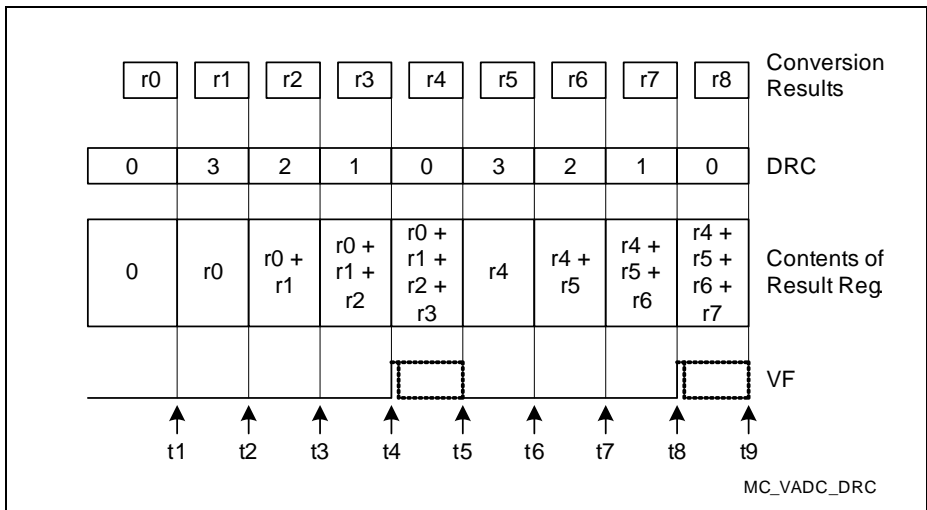 r0 r1 r2 r3 r4 r5 r6 r7 r8
Conversion
Results
0 3 2 1 0 3 2 1 0
DRC
0
r0
r0 +
r1
r0 +
r1 +
r2
r0 +
r1 +
r2 +
r3
r4
r4 +
r5
r4 +
r5 +
r6
r4 +
r5 +
r6 +
r7
Contents of
Result Reg.
VF
t1 t2 t3 t4 t5 t6 t7 t8 t9
MC_VADC_DRC